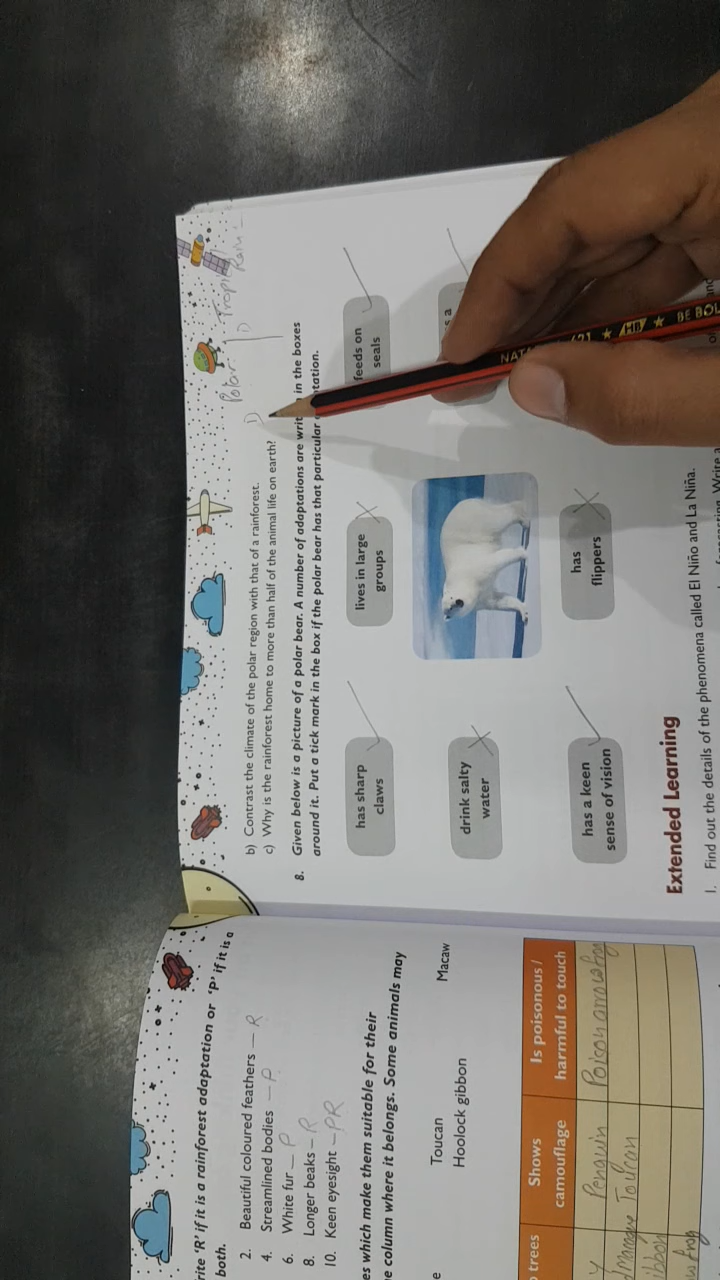 rite 'R' if it is a rainforest adaptation or 'P' if it is a
both.
2. Beautiful coloured feathers – R
4. Streamlined bodies – P
6. White fur – P
8. Longer beaks – R
10. Keen eyesight – PR
es which make them suitable for their
e column where it belongs. Some animals may
Toucan Macaw
Hoolock gibbon
trees
Shows camouflage
Is poisonous/ harmful to touch
Penguin
Toucan
Polar
b) Contrast the climate of the polar region with that of a rainforest.
c) Why is the rainforest home to more than half of the animal life on earth?
8. Given below is a picture of a polar bear. A number of adaptations are writ in the boxes
around it. Put a tick mark in the box if the polar bear has that particular tation.
has sharp
claws
lives in large
groups
feeds on
seals
drink salty
water
s a
has a keen
sense of vision
has
flippers
Extended Learning
1. Find out the details of the phenomena called El Niño and La Niña.
HB
BE BOL